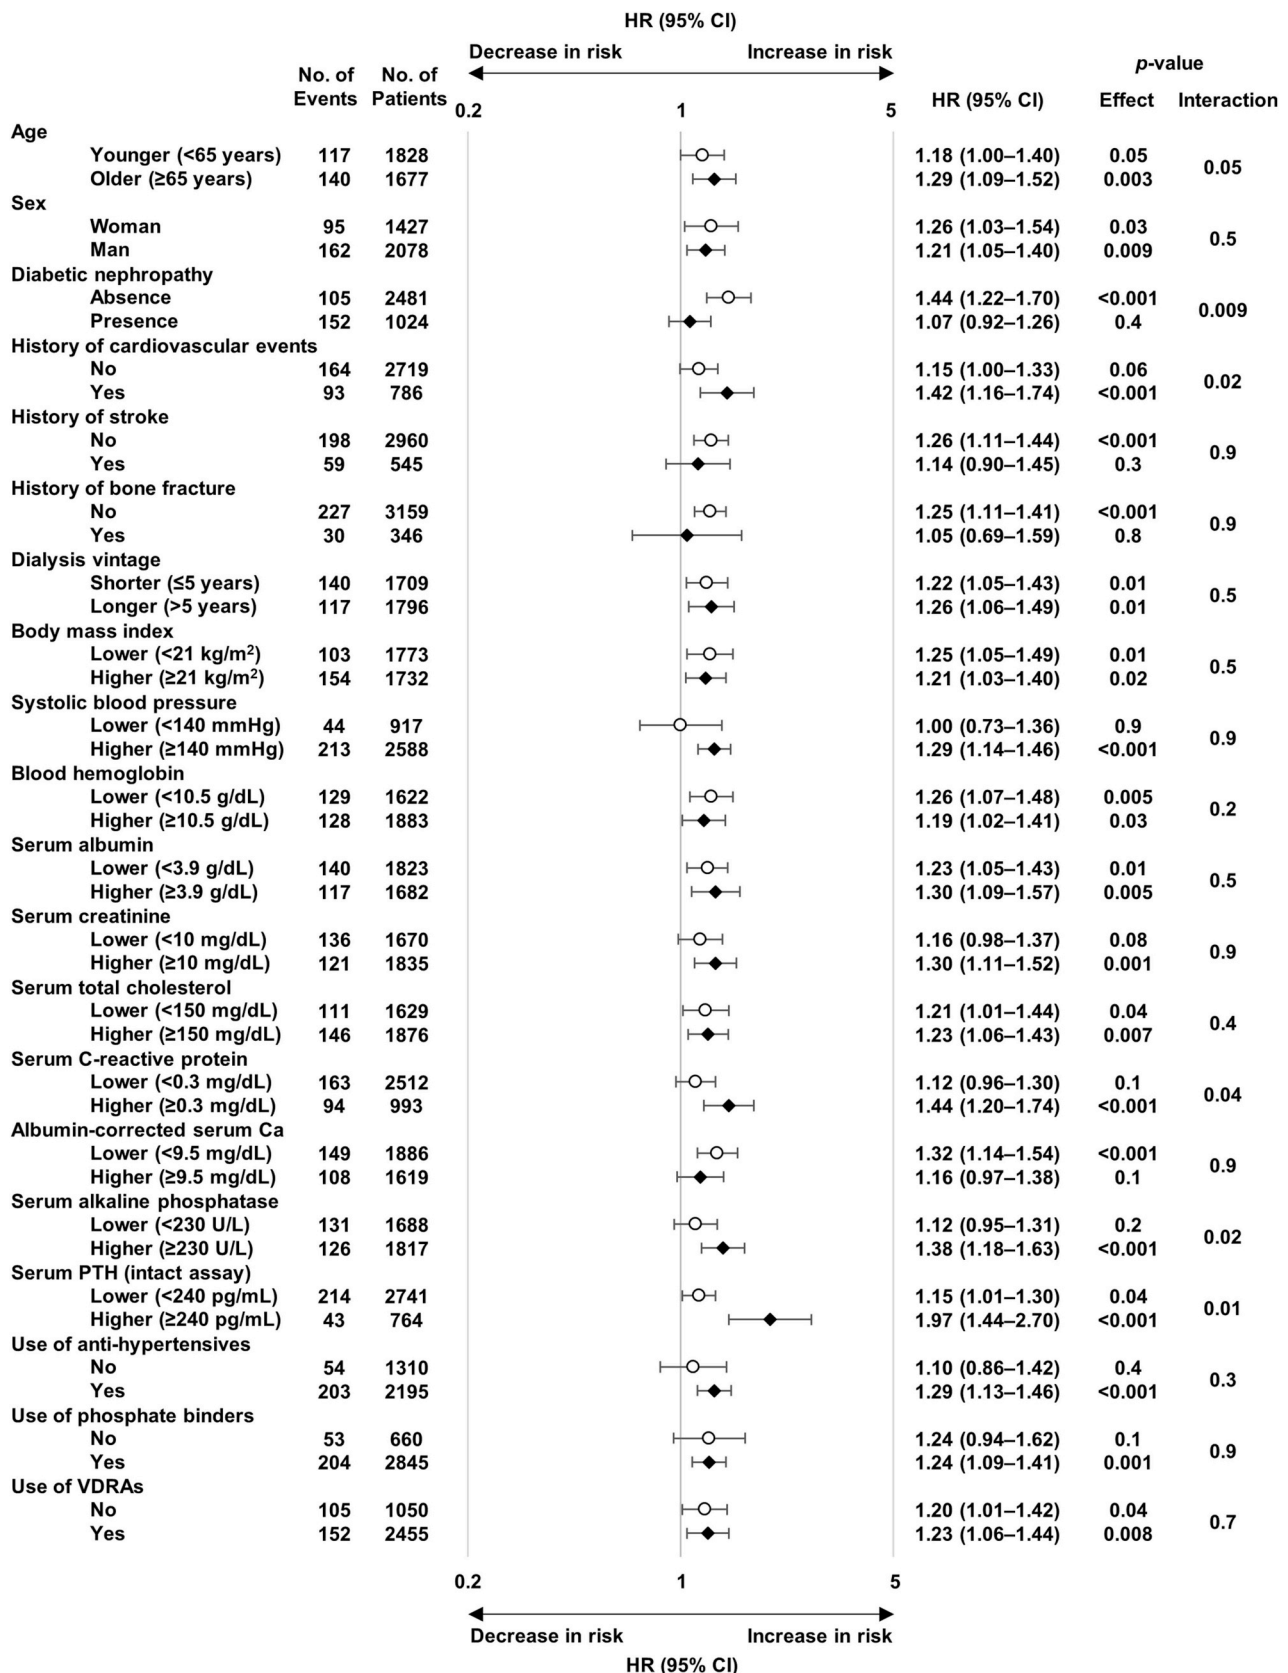 HR (95% CI)
Decrease in risk Increase in risk
p-value
No. of No. of
Events Patients HR (95% CI) Effect Interaction
0.2 1 5
Age
Younger (<65 years) 117 1828 1.18 (1.00–1.40) 0.05
0.05
Older (≥65 years) 140 1677 1.29 (1.09–1.52) 0.003
Sex
Woman 95 1427 1.26 (1.03–1.54) 0.03
0.5
Man 162 2078 1.21 (1.05–1.40) 0.009
Diabetic nephropathy
Absence 105 2481 1.44 (1.22–1.70) <0.001
0.009
Presence 152 1024 1.07 (0.92–1.26) 0.4
History of cardiovascular events
No 164 2719 1.15 (1.00–1.33) 0.06
0.02
Yes 93 786 1.42 (1.16–1.74) <0.001
History of stroke
No 198 2960 1.26 (1.11–1.44) <0.001
0.9
Yes 59 545 1.14 (0.90–1.45) 0.3
History of bone fracture
No 227 3159 1.25 (1.11–1.41) <0.001
0.9
Yes 30 346 1.05 (0.69–1.59) 0.8
Dialysis vintage
Shorter (≤5 years) 140 1709 1.22 (1.05–1.43) 0.01
0.5
Longer (>5 years) 117 1796 1.26 (1.06–1.49) 0.01
Body mass index
Lower (<21 kg/m²) 103 1773 1.25 (1.05–1.49) 0.01
0.5
Higher (≥21 kg/m²) 154 1732 1.21 (1.03–1.40) 0.02
Systolic blood pressure
Lower (<140 mmHg) 44 917 1.00 (0.73–1.36) 0.9
0.9
Higher (≥140 mmHg) 213 2588 1.29 (1.14–1.46) <0.001
Blood hemoglobin
Lower (<10.5 g/dL) 129 1622 1.26 (1.07–1.48) 0.005
0.2
Higher (≥10.5 g/dL) 128 1883 1.19 (1.02–1.41) 0.03
Serum albumin
Lower (<3.9 g/dL) 140 1823 1.23 (1.05–1.43) 0.01
0.5
Higher (≥3.9 g/dL) 117 1682 1.30 (1.09–1.57) 0.005
Serum creatinine
Lower (<10 mg/dL) 136 1670 1.16 (0.98–1.37) 0.08
0.9
Higher (≥10 mg/dL) 121 1835 1.30 (1.11–1.52) 0.001
Serum total cholesterol
Lower (<150 mg/dL) 111 1629 1.21 (1.01–1.44) 0.04
0.4
Higher (≥150 mg/dL) 146 1876 1.23 (1.06–1.43) 0.007
Serum C-reactive protein
Lower (<0.3 mg/dL) 163 2512 1.12 (0.96–1.30) 0.1
0.04
Higher (≥0.3 mg/dL) 94 993 1.44 (1.20–1.74) <0.001
Albumin-corrected serum Ca
Lower (<9.5 mg/dL) 149 1886 1.32 (1.14–1.54) <0.001
0.9
Higher (≥9.5 mg/dL) 108 1619 1.16 (0.97–1.38) 0.1
Serum alkaline phosphatase
Lower (<230 U/L) 131 1688 1.12 (0.95–1.31) 0.2
0.02
Higher (≥230 U/L) 126 1817 1.38 (1.18–1.63) <0.001
Serum PTH (intact assay)
Lower (<240 pg/mL) 214 2741 1.15 (1.01–1.30) 0.04
0.01
Higher (≥240 pg/mL) 43 764 1.97 (1.44–2.70) <0.001
Use of anti-hypertensives
No 54 1310 1.10 (0.86–1.42) 0.4
0.3
Yes 203 2195 1.29 (1.13–1.46) <0.001
Use of phosphate binders
No 53 660 1.24 (0.94–1.62) 0.1
0.9
Yes 204 2845 1.24 (1.09–1.41) 0.001
Use of VDRAs
No 105 1050 1.20 (1.01–1.42) 0.04
0.7
Yes 152 2455 1.23 (1.06–1.44) 0.008
0.2 1 5
Decrease in risk Increase in risk
HR (95% CI)